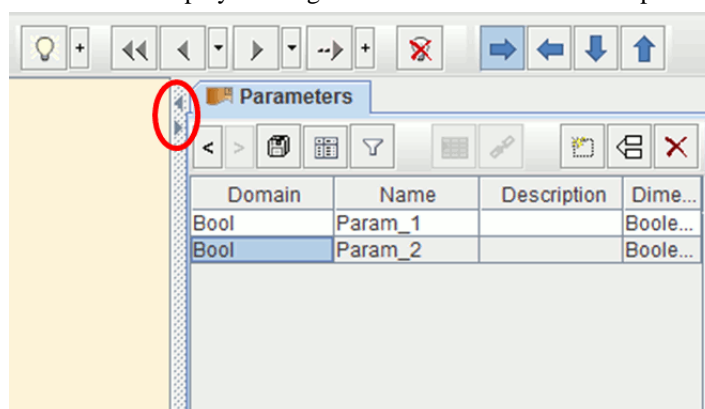 Parameters
Domain Name Description Dime...
Bool Param_1 Boole...
Bool Param_2 Boole...